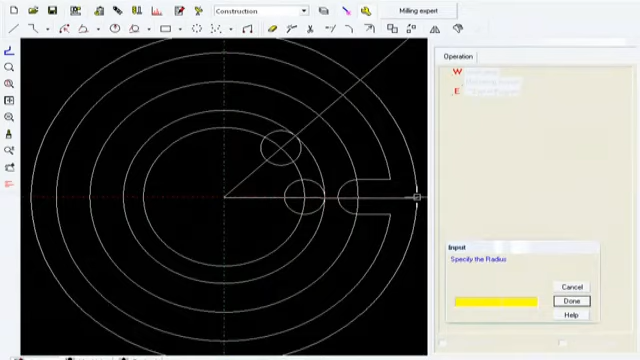 Construction
Milling expert
Operation
W
E
Input
Specify the Radius
Cancel
Done
Help